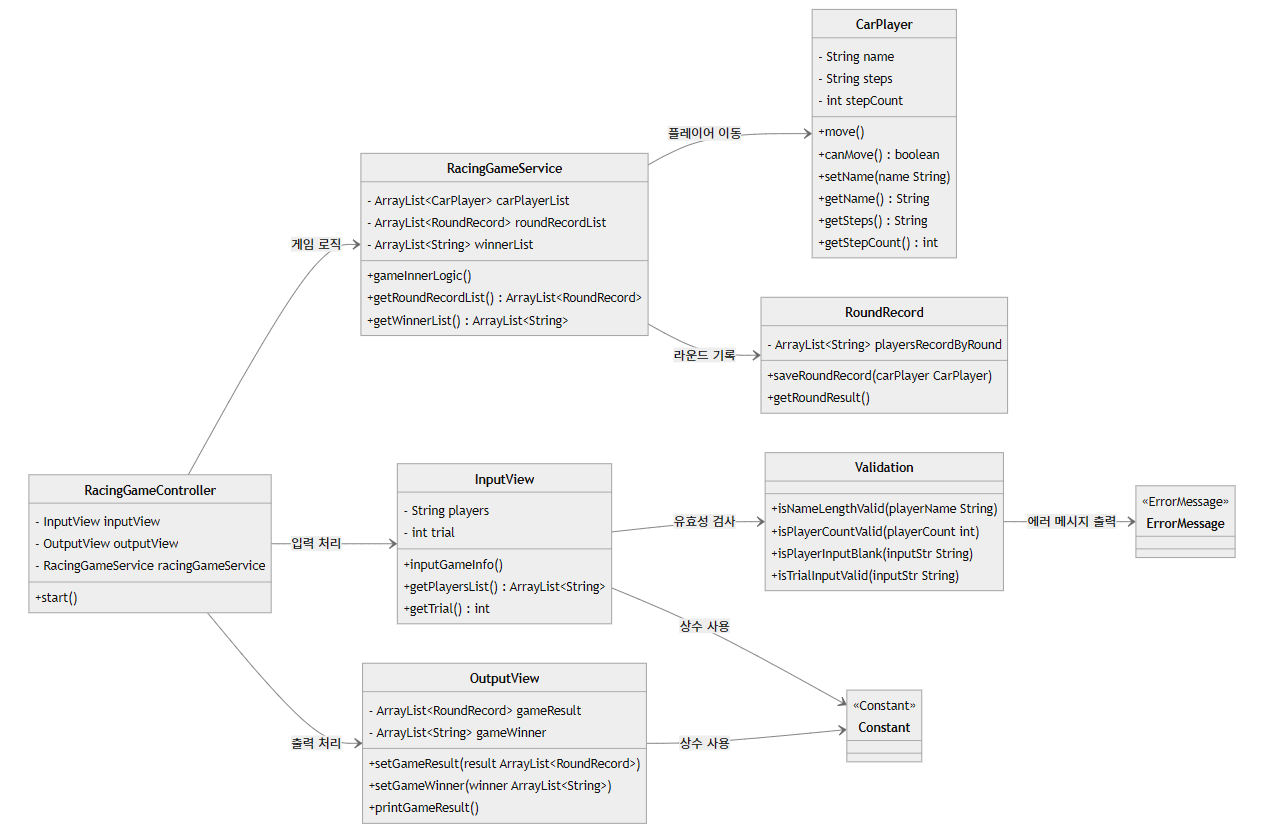 CarPlayer
- String name
- String steps
- int stepCount
+move()
+canMove() : boolean
+setName(name String)
+getName() : String
+getSteps() : String
+getStepCount() : int
플레이어 이동
RacingGameService
- ArrayList<CarPlayer> carPlayerList
- ArrayList<RoundRecord> roundRecordList
- ArrayList<String> winnerList
+gameInnerLogic()
+getRoundRecordList() : ArrayList<RoundRecord>
+getWinnerList() : ArrayList<String>
게임 로직
라운드 기록
RoundRecord
- ArrayList<String> playersRecordByRound
+saveRoundRecord(carPlayer CarPlayer)
+getRoundResult()
RacingGameController
- InputView inputView
- OutputView outputView
- RacingGameService racingGameService
+start()
입력 처리
InputView
- String players
- int trial
+inputGameInfo()
+getPlayersList() : ArrayList<String>
+getTrial() : int
유효성 검사
Validation
+isNameLengthValid(playerName String)
+isPlayerCountValid(playerCount int)
+isPlayerInputBlank(inputStr String)
+isTrialInputValid(inputStr String)
에러 메시지 출력
«ErrorMessage»
ErrorMessage
상수 사용
출력 처리
OutputView
- ArrayList<RoundRecord> gameResult
- ArrayList<String> gameWinner
+setGameResult(result ArrayList<RoundRecord>)
+setGameWinner(winner ArrayList<String>)
+printGameResult()
상수 사용
«Constant»
Constant